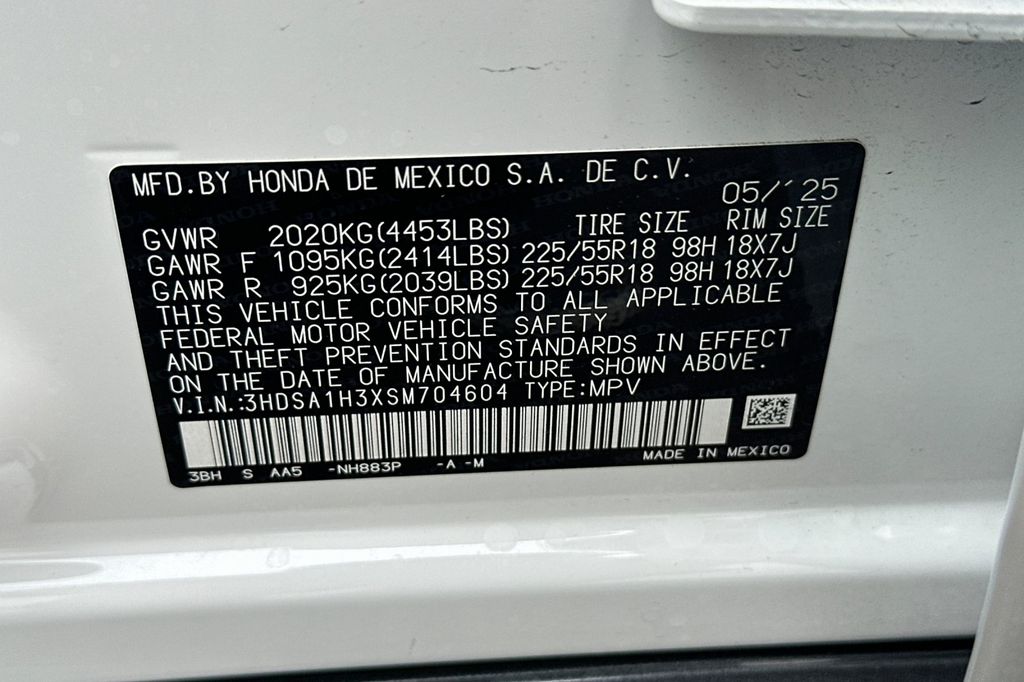 MFD.BY HONDA DE MEXICO S.A. DE C.V.
05/'25
GVWR 2020KG(4453LBS) TIRE SIZE RIM SIZE
GAWR F 1095KG(2414LBS) 225/55R18 98H 18X7J
GAWR R 925KG(2039LBS) 225/55R18 98H 18X7J
THIS VEHICLE CONFORMS TO ALL APPLICABLE
FEDERAL MOTOR VEHICLE SAFETY
AND THEFT PREVENTION STANDARDS IN EFFECT
ON THE DATE OF MANUFACTURE SHOWN ABOVE.
V.I.N.:3HDSA1H3XSM704604 TYPE:MPV
3BH S AA5 -NH883P -A -M MADE IN MEXICO